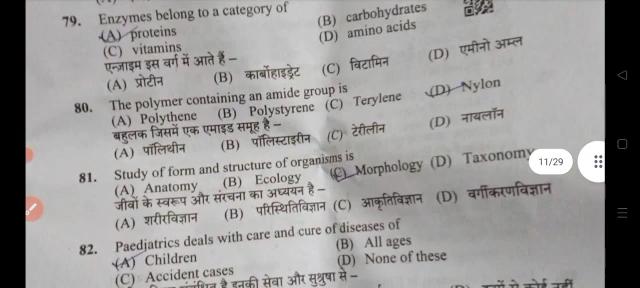 79. Enzymes belong to a category of
(A) proteins (B) carbohydrates
(C) vitamins (D) amino acids
एन्जाइम इस वर्ग में आते हैं –
(A) प्रोटीन (B) कार्बोहाइड्रेट (C) विटामिन (D) एमीनो अम्ल
80. The polymer containing an amide group is
(A) Polythene (B) Polystyrene (C) Terylene (D) Nylon
बहुलक जिसमें एक एमाइड समूह है –
(A) पॉलिथीन (B) पॉलिस्टाइरीन (C) टेरीलीन (D) नायलॉन
81. Study of form and structure of organisms is
(A) Anatomy (B) Ecology (C) Morphology (D) Taxonomy
जीवों के स्वरूप और संरचना का अध्ययन है –
(A) शरीरविज्ञान (B) परिस्थितिविज्ञान (C) आकृतिविज्ञान (D) वर्गीकरणविज्ञान
82. Paedjatrics deals with care and cure of diseases of
(A) Children (B) All ages
(C) Accident cases (D) None of these
है इनकी सेवा और सुश्रुषा से –
11/29